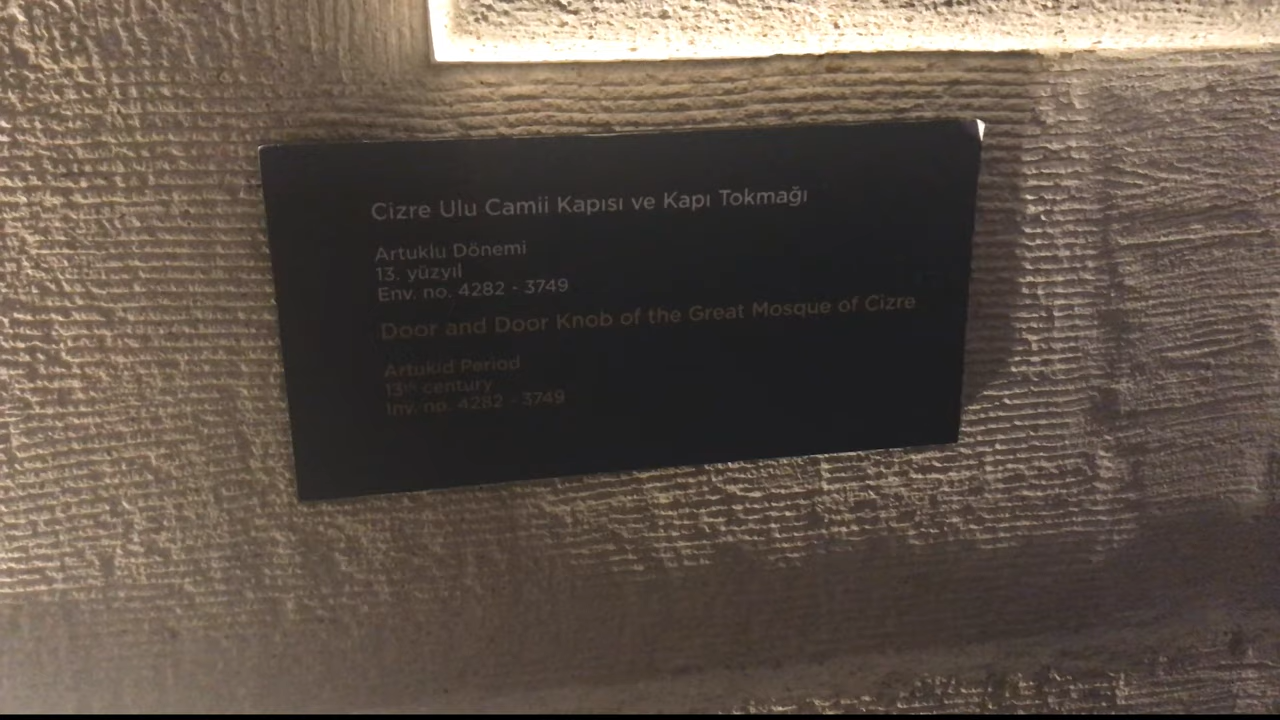 Cizre Ulu Camii Kapısı ve Kapı Tokmağı
Artuklu Dönemi
13. yüzyıl
Env. no. 4282 - 3749
Door and Door Knob of the Great Mosque of Cizre
Artukid Period
13th century
Inv. no. 4282 - 3749